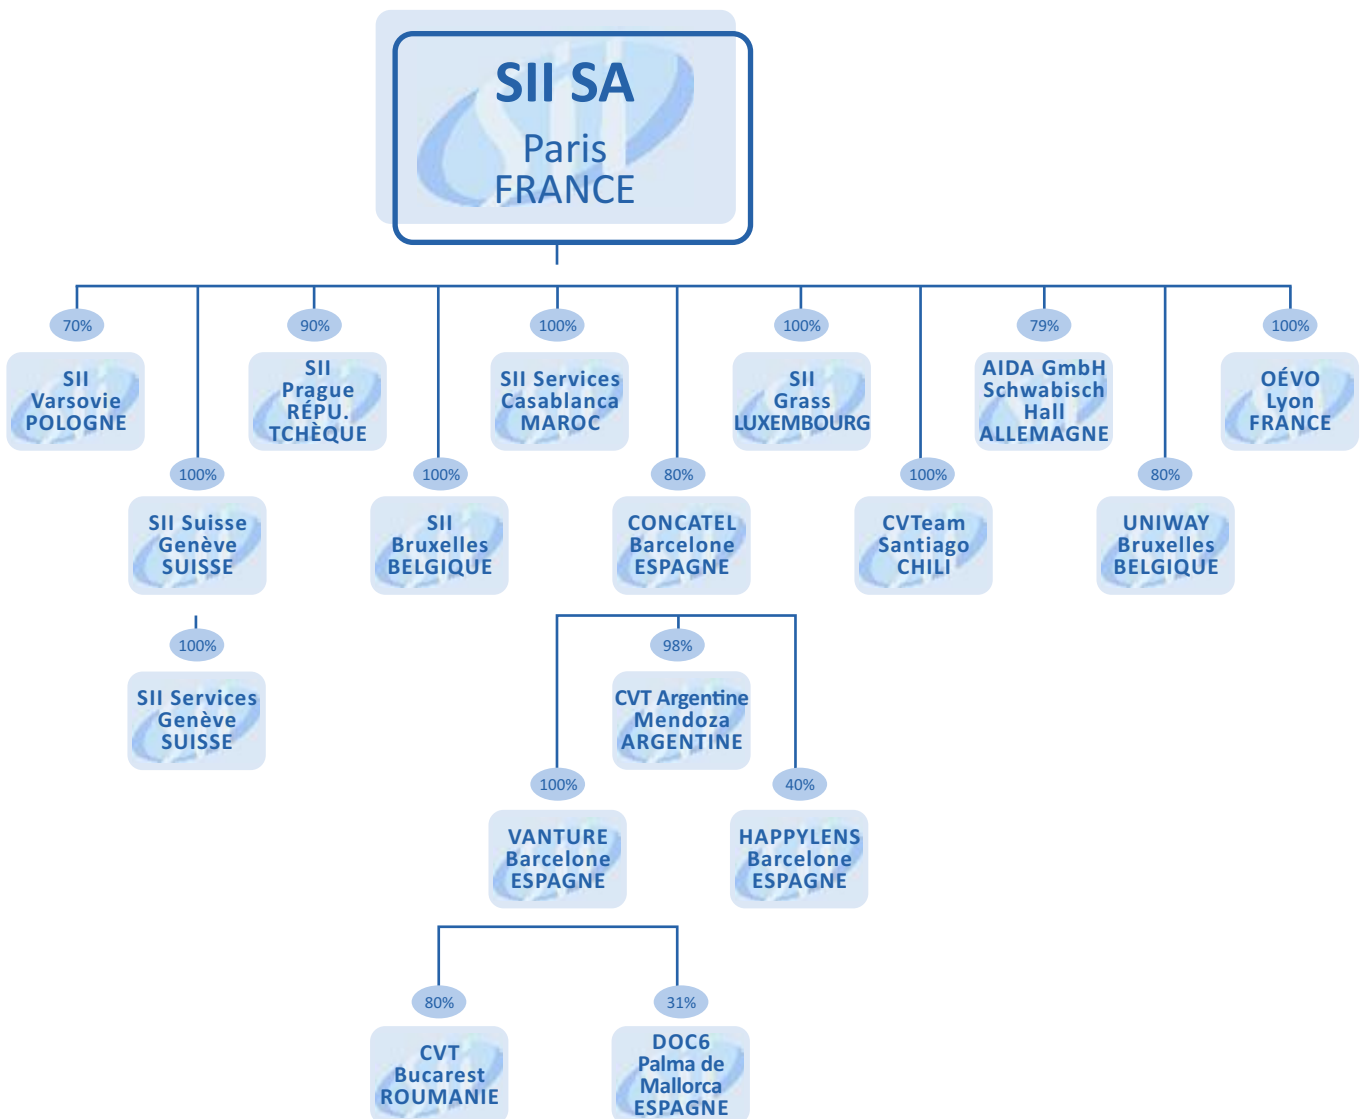 SII SA
Paris
FRANCE
70%
90%
100%
100%
79%
100%
SII
Varsovie
POLOGNE
SII
Prague
RÉPU.
TCHÈQUE
SII Services
Casablanca
MAROC
SII
Grass
LUXEMBOURG
AIDA GmbH
Schwabisch
Hall
ALLEMAGNE
OÉVO
Lyon
FRANCE
100%
100%
80%
100%
80%
SII Suisse
Genève
SUISSE
SII
Bruxelles
BELGIQUE
CONCATEL
Barcelone
ESPAGNE
CVTeam
Santiago
CHILI
UNIWAY
Bruxelles
BELGIQUE
100%
98%
SII Services
Genève
SUISSE
CVT Argentine
Mendoza
ARGENTINE
100%
40%
VANTURE
Barcelone
ESPAGNE
HAPPYLENS
Barcelone
ESPAGNE
80%
31%
CVT
Bucarest
ROUMANIE
DOC6
Palma de
Mallorca
ESPAGNE